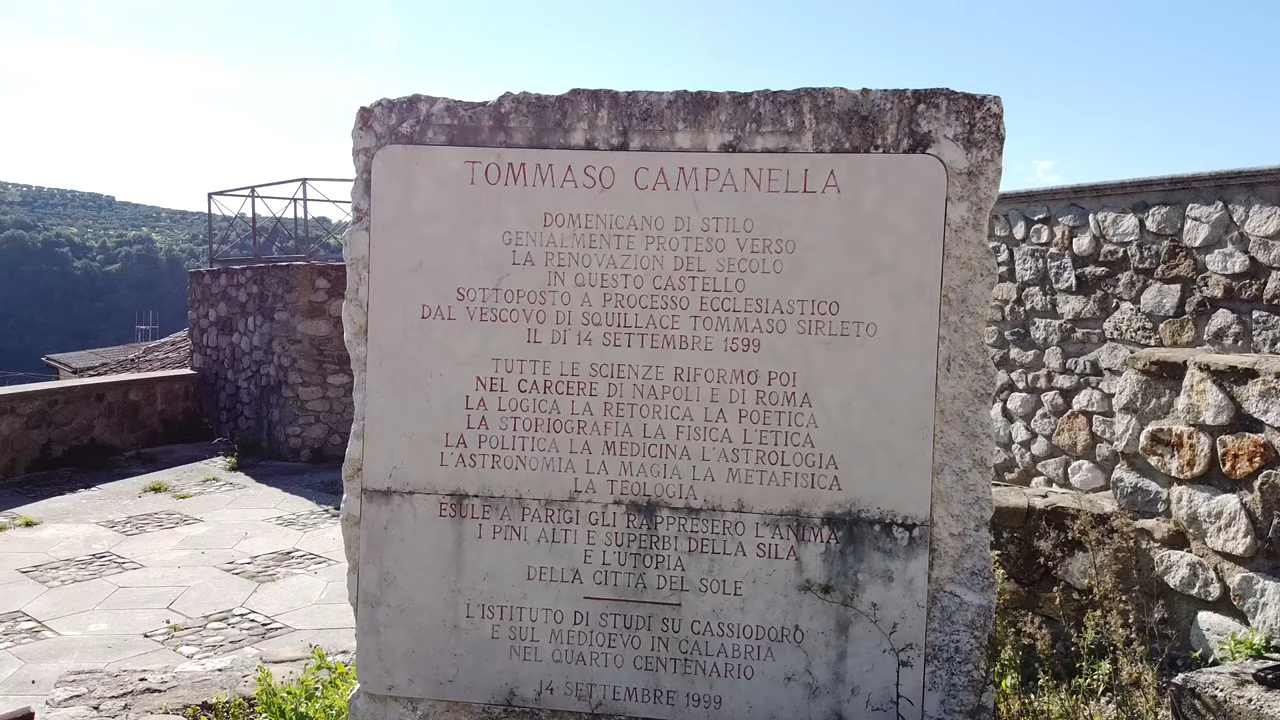 TOMMASO CAMPANELLA
DOMENICANO DI STILO
GENIALMENTE PROTESO VERSO
LA RENOVAZION DEL SECOLO
IN QUESTO CASTELLO
SOTTOPOSTO A PROCESSO ECCLESIASTICO
DAL VESCOVO DI SQUILLACE TOMMASO SIRLETO
IL DÌ 14 SETTEMBRE 1599
TUTTE LE SCIENZE RIFORMÒ POI
NEL CARCERE DI NAPOLI E DI ROMA
LA LOGICA LA RETORICA LA POETICA
LA STORIOGRAFIA LA FISICA L'ETICA
LA POLITICA LA MEDICINA L'ASTROLOGIA
L'ASTRONOMIA LA MAGIA LA METAFISICA
LA TEOLOGIA
ESULE A PARIGI GLI RAPPRESERO L'ANIMA
I PINI ALTI E SUPERBI DELLA SILA
E L'UTOPIA
DELLA CITTÀ DEL SOLE
L'ISTITUTO DI STUDI SU CASSIODORO
E SUL MEDIOEVO IN CALABRIA
NEL QUARTO CENTENARIO
14 SETTEMBRE 1999